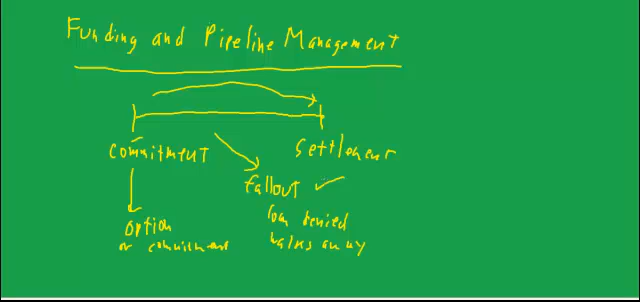 Funding and Pipeline Management
Commitment
Settlement
Fallout
Option
or commitment
loan denied
walks away